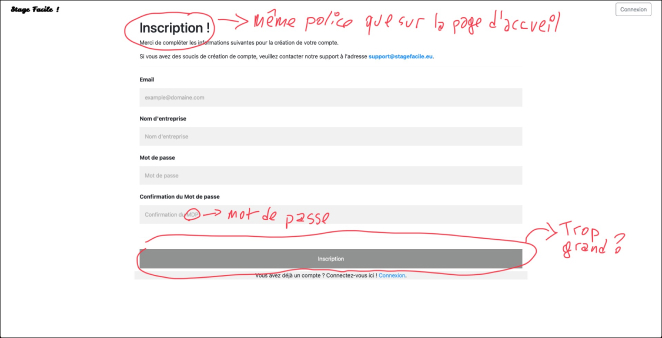 Stage Facile !
Connexion
Inscription !
même police que sur la page d'accueil
Merci de compléter les informations suivantes pour la création de votre compte.
Si vous avez des soucis de création de compte, veuillez contacter notre support à l'adresse support@stagefacile.eu.
Email
example@domaine.com
Nom d'entreprise
Nom d'entreprise
Mot de passe
Mot de passe
Confirmation du Mot de passe
Confirmation du MDP
mot de passe
Trop
grand ?
Inscription
Vous avez déjà un compte ? Connectez-vous ici ! Connexion.